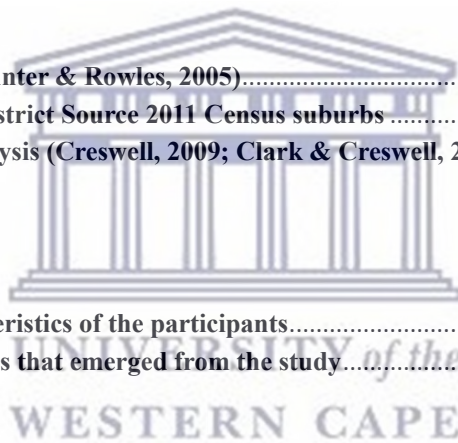 nter & Rowles, 2005)
strict Source 2011 Census suburbs
ysis (Creswell, 2009; Clark & Creswell, 2
eristics of the participants
s that emerged from the study
UNIVERSITY of the
WESTERN CAPE